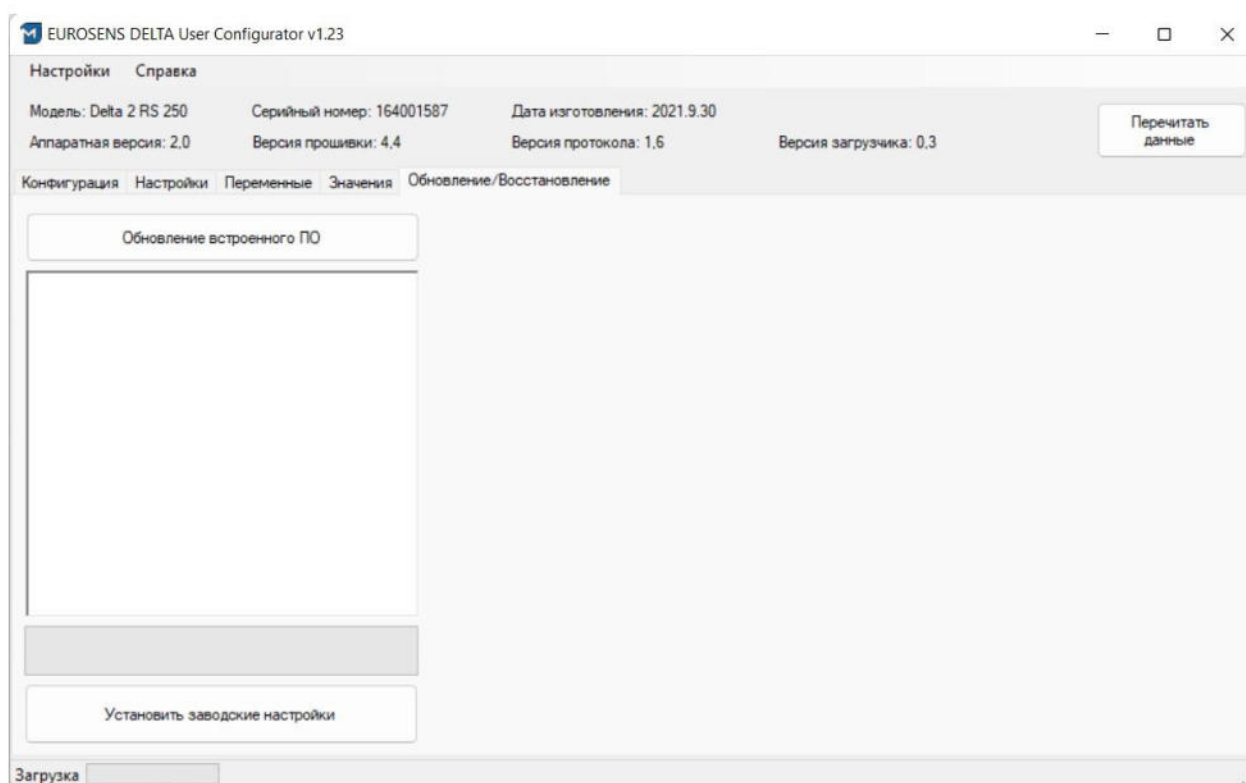 EUROSENS DELTA User Configurator v1.23
Настройки Справка
Модель: Delta 2 RS 250 Серийный номер: 164001587 Дата изготовления: 2021.9.30
Аппаратная версия: 2,0 Версия прошивки: 4,4 Версия протокола: 1,6 Версия загрузчика: 0,3
Перечитать
данные
Конфигурация Настройки Переменные Значения Обновление/Восстановление
Обновление встроенного ПО
Установить заводские настройки
Загрузка